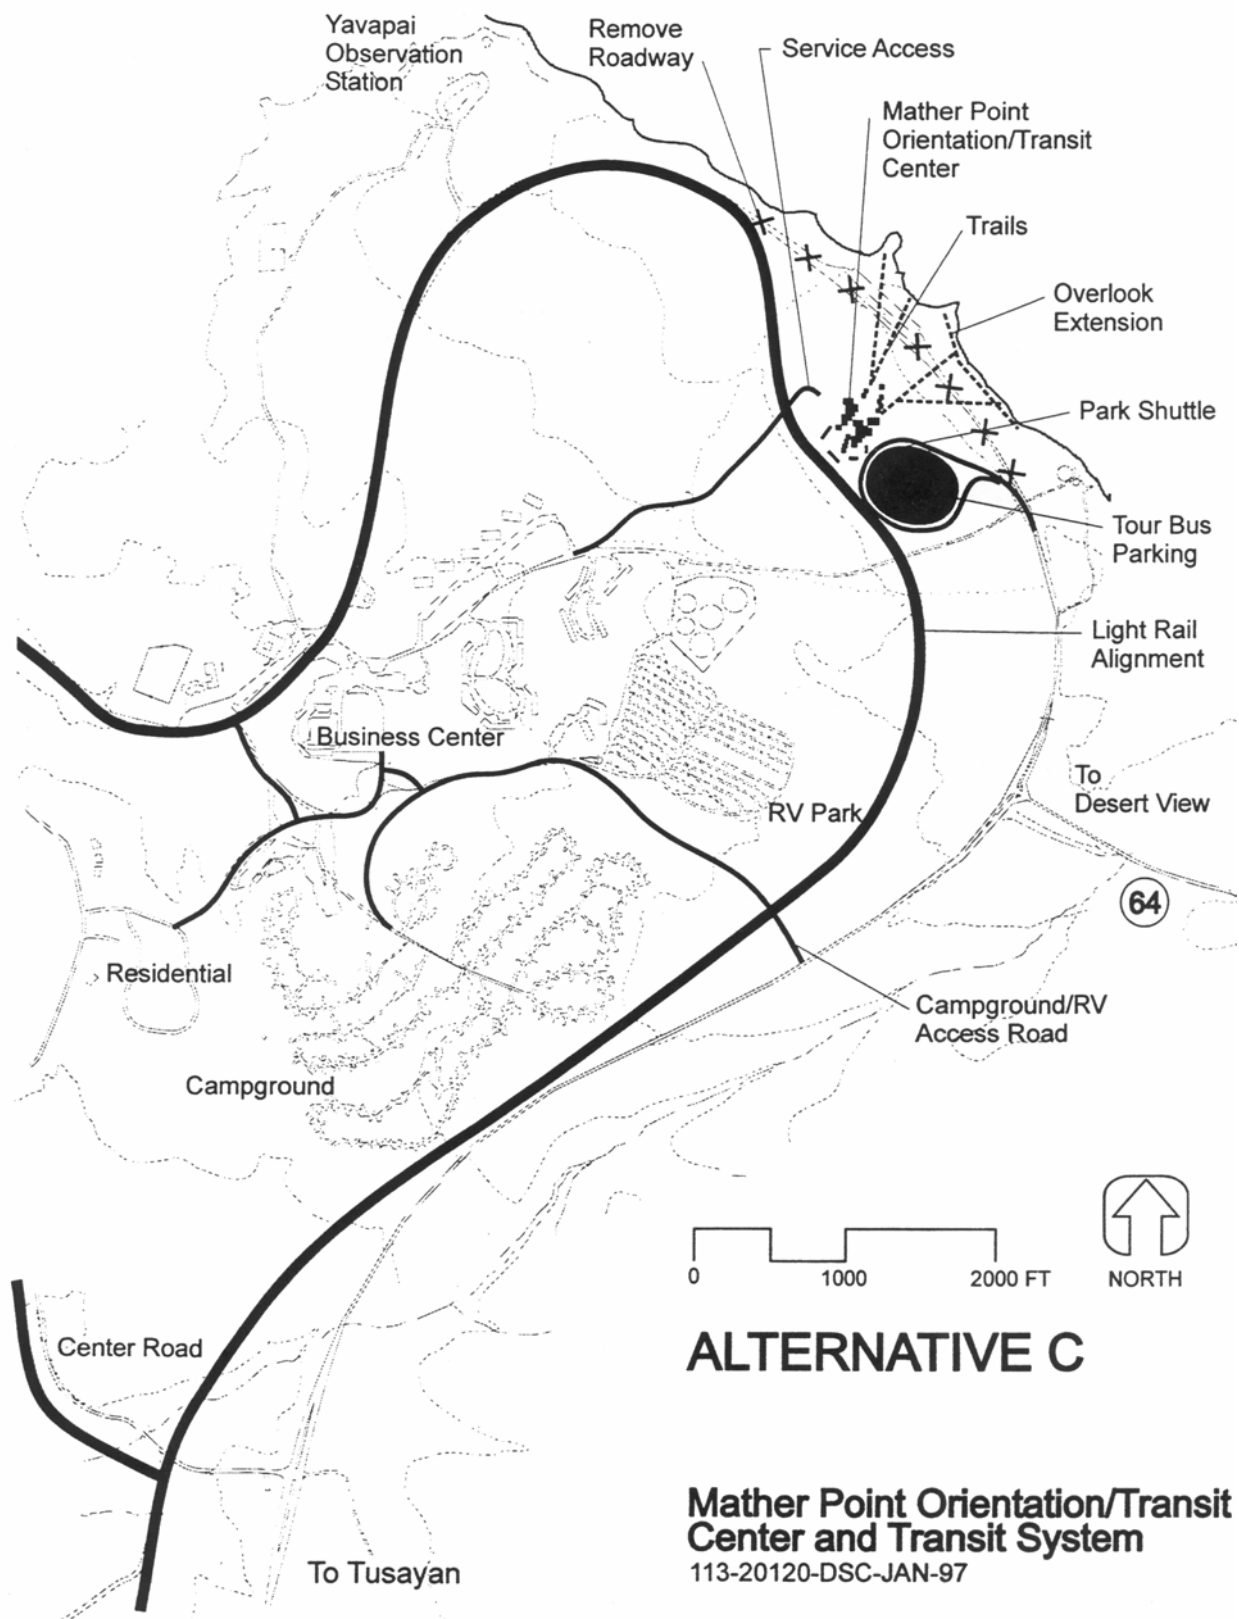 Yavapai
Observation
Station
Remove
Roadway
Service Access
Mather Point
Orientation/Transit
Center
Trails
Overlook
Extension
Park Shuttle
Tour Bus
Parking
Light Rail
Alignment
Business Center
To
Desert View
RV Park
64
Residential
Campground/RV
Access Road
Campground
0 1000 2000 FT
NORTH
Center Road
ALTERNATIVE C
Mather Point Orientation/Transit
Center and Transit System
113-20120-DSC-JAN-97
To Tusayan